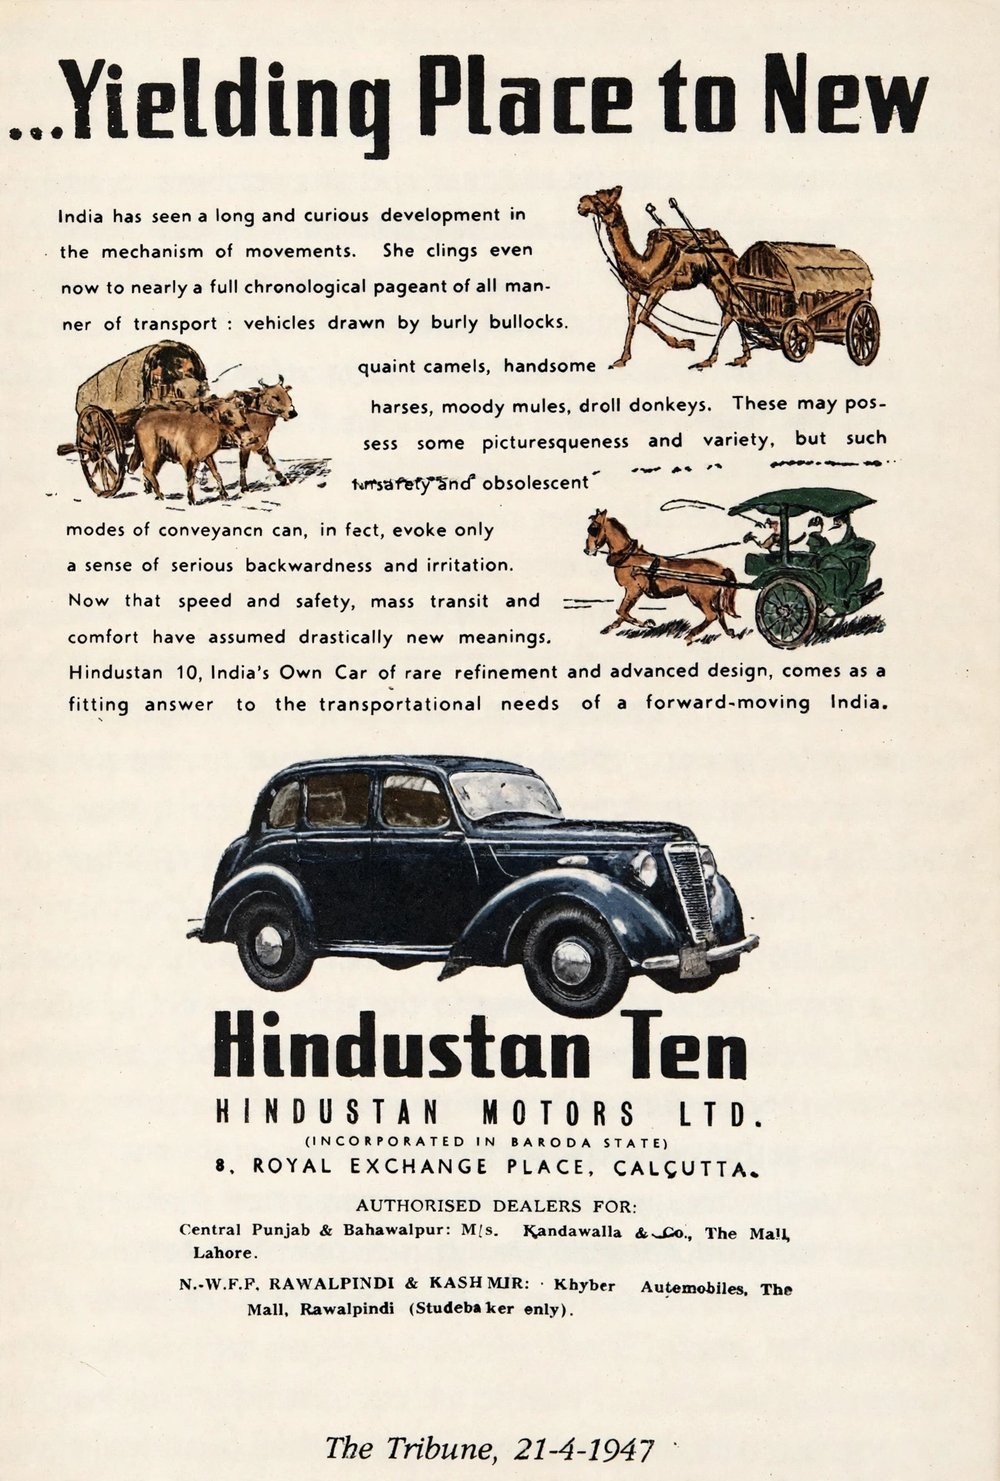 ...Yielding Place to New
India has seen a long and curious development in
the mechanism of movements. She clings even
now to nearly a full chronological pageant of all man-
ner of transport : vehicles drawn by burly bullocks.
quaint camels, handsome
harses, moody mules, droll donkeys. These may pos-
sess some picturesqueness and variety, but such
and obsolescent
modes of conveyancn can, in fect, evoke only
a sense of serious backwardness and irritation.
Now that speed and safety, mass transit and
comfort have assumed drastically new meanings.
Hindustan 10, India's Own Car of rare refinement and advanced design, comes as a
fitting answer to the transportational needs of a forward-moving India.
Hindustan Ten
HINDUSTAN MOTORS LTD.
(INCORPORATED IN BARODA STATE)
8, ROYAL EXCHANGE PLACE, CALCUTTA.
AUTHORISED DEALERS FOR:
Central Punjab & Bahawalpur: M/s. Kandawalla & Co., The Mall,
Lahore.
N.-W.F.F. RAWALPINDI & KASHMIR: Khyber Automobiles, The
Mall, Rawalpindi (Studebaker only).
The Tribune, 21-4-1947